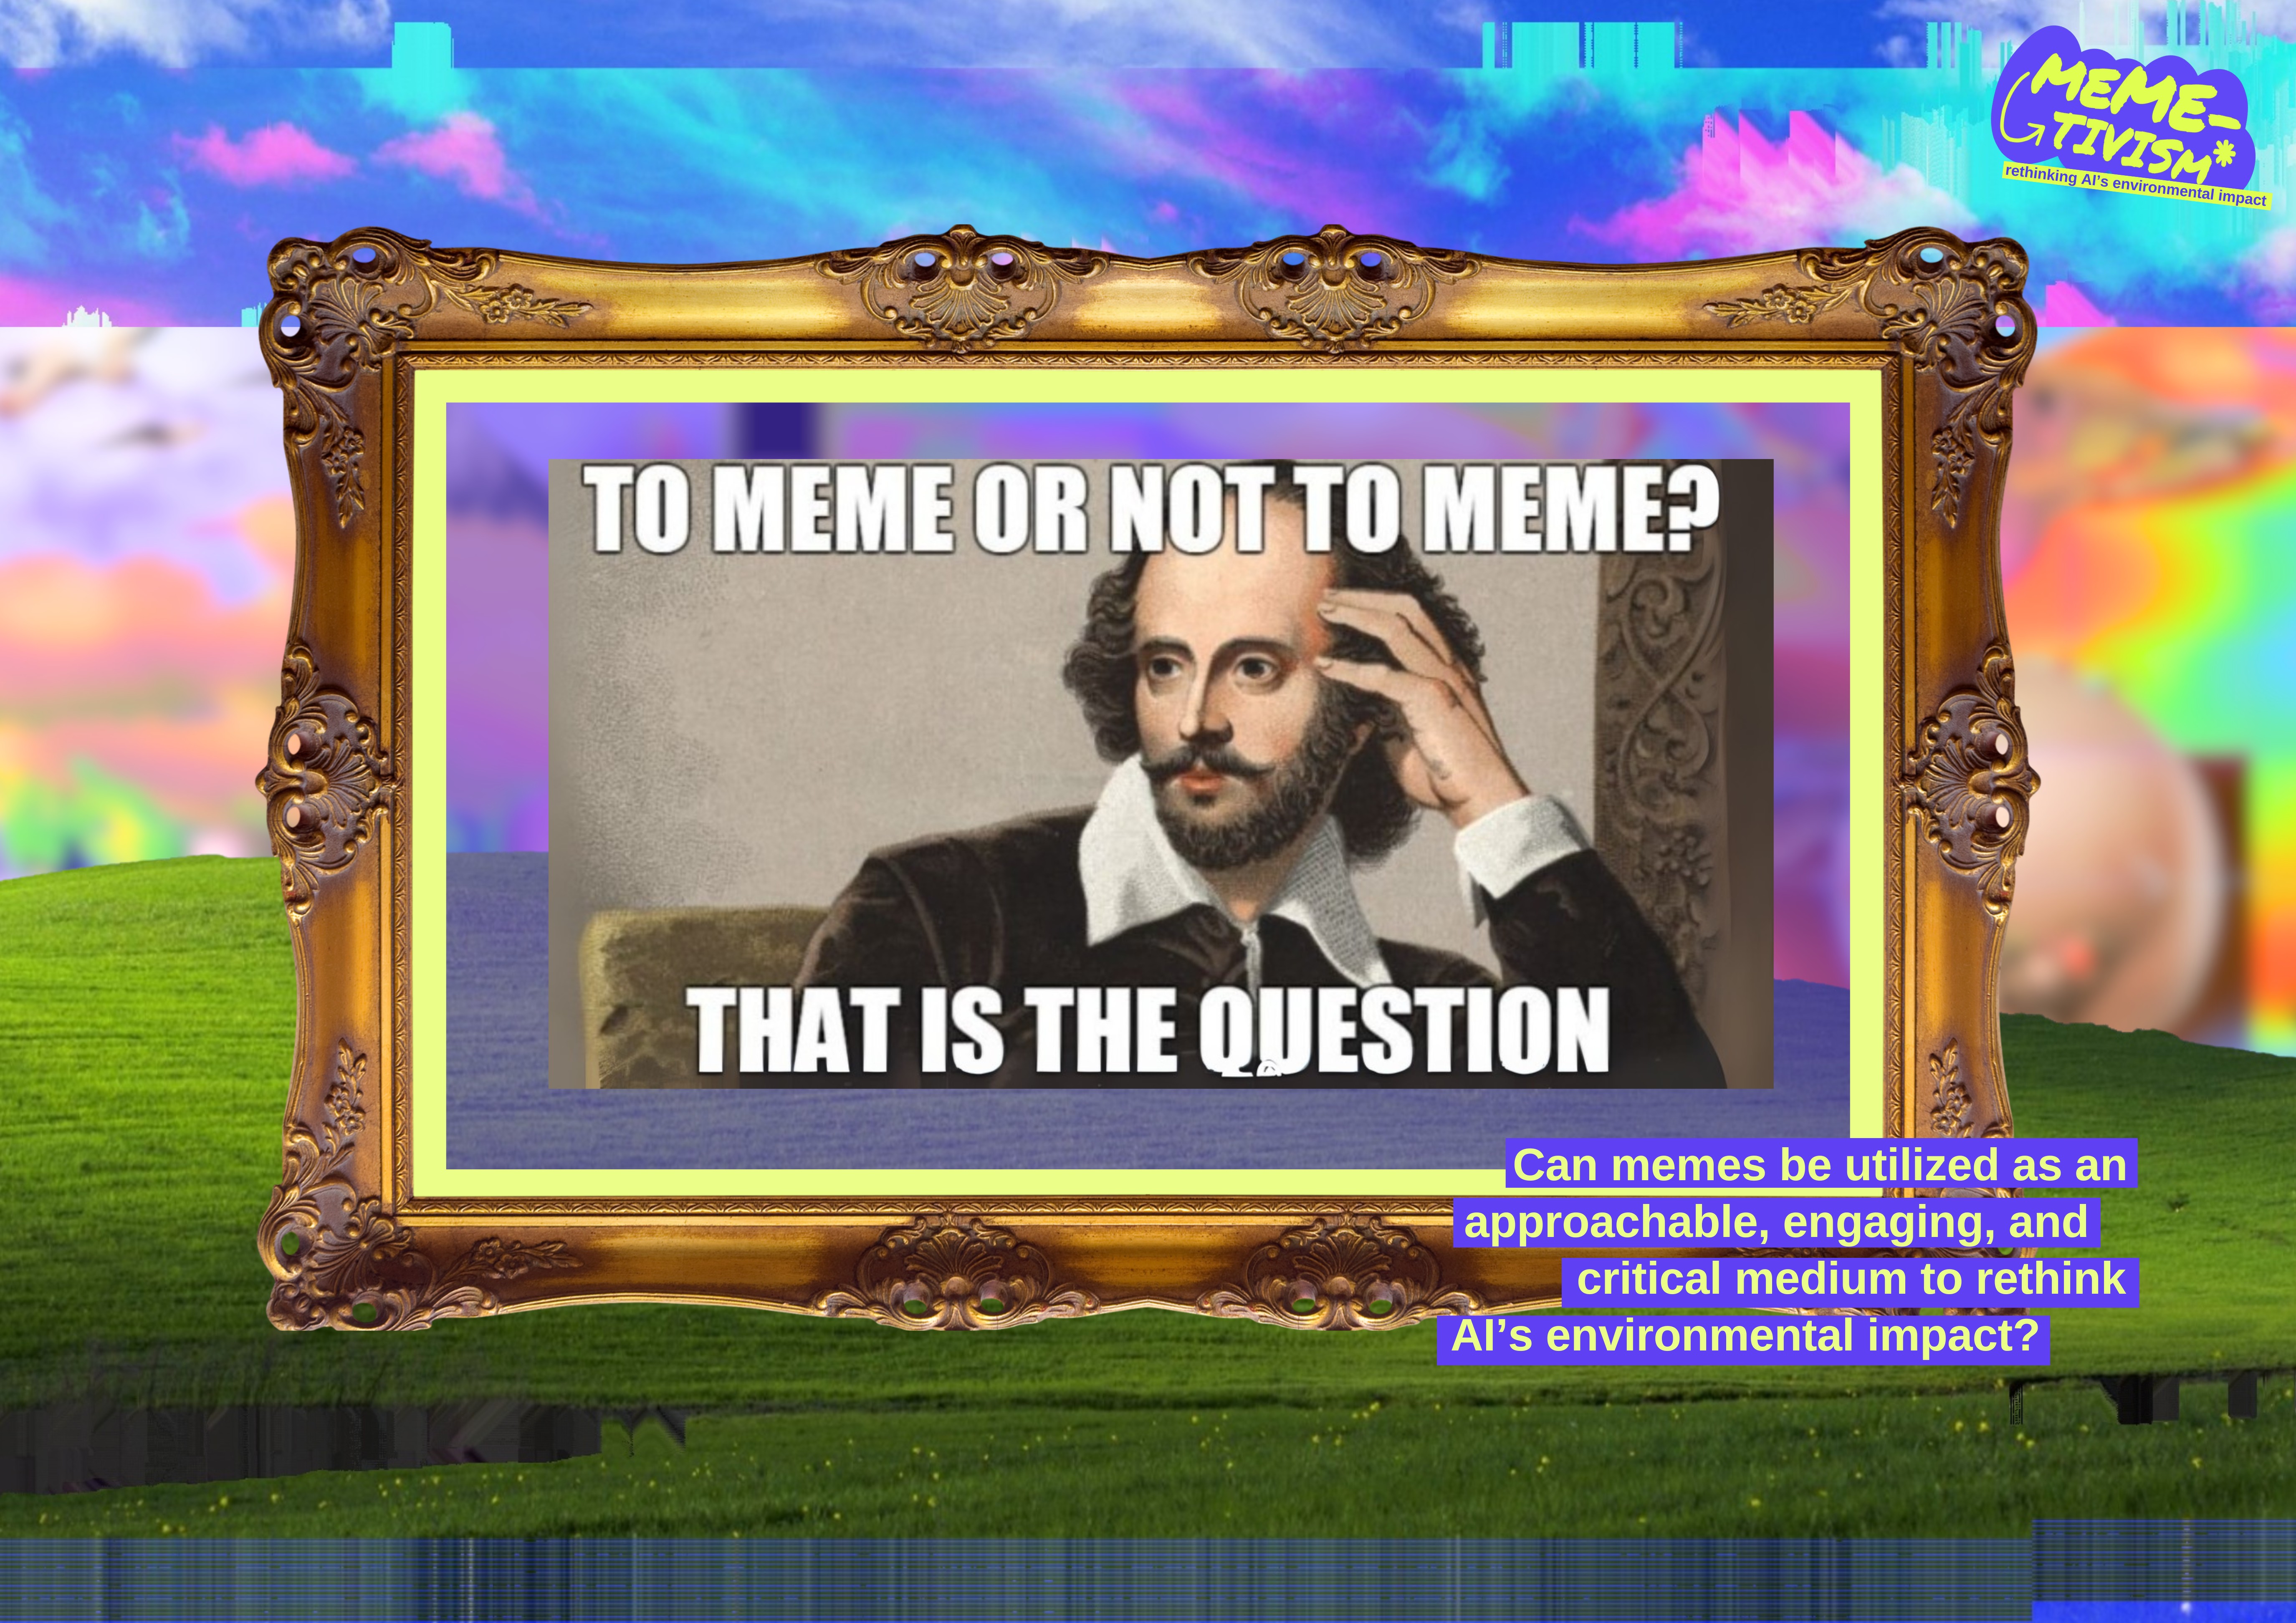 MEME-
TIVISM*
rethinking AI's environmental impact
TO MEME OR NOT TO MEME?
THAT IS THE QUESTION
Can memes be utilized as an
approachable, engaging, and
critical medium to rethink
AI’s environmental impact?